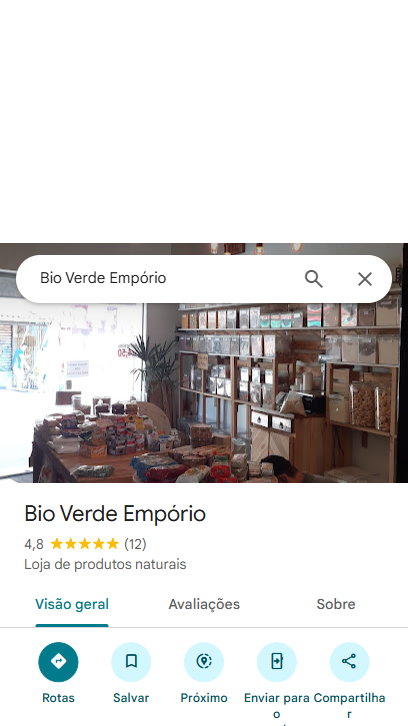 Bio Verde Empório
Bio Verde Empório
4,8 (12)
Loja de produtos naturais
Visão geral
Avaliações
Sobre
Rotas
Salvar
Próximo
Enviar para
o
Compartilha
r